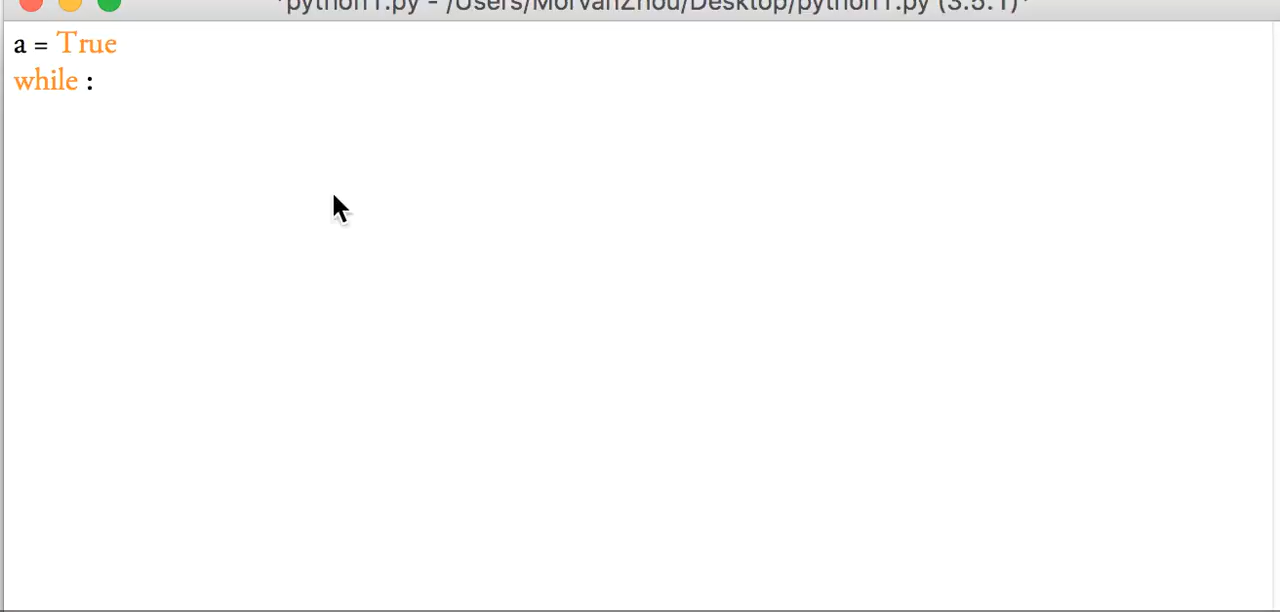 *python1.py - /Users/MorvanZhou/Desktop/python1.py (3.5.1)*
a = True
while :